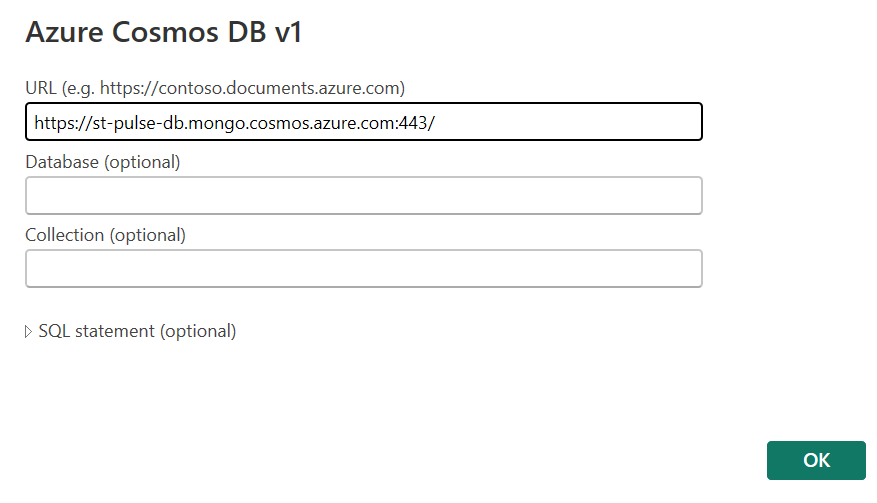 Azure Cosmos DB v1
URL (e.g. https://contoso.documents.azure.com)
https://st-pulse-db.mongo.cosmos.azure.com:443/
Database (optional)
Collection (optional)
SQL statement (optional)
OK